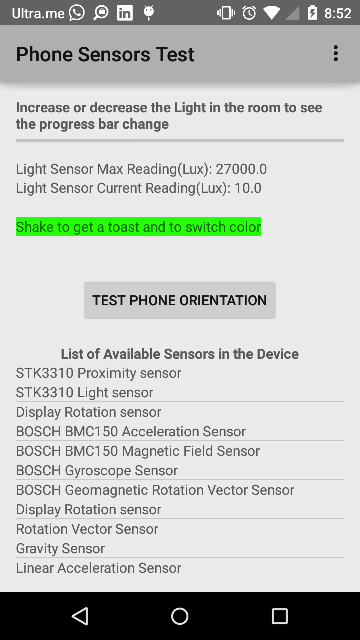 Ultra.me 8:52
Phone Sensors Test
Increase or decrease the Light in the room to see
the progress bar change
Light Sensor Max Reading(Lux): 27000.0
Light Sensor Current Reading(Lux): 10.0
Shake to get a toast and to switch color
TEST PHONE ORIENTATION
List of Available Sensors in the Device
STK3310 Proximity sensor
STK3310 Light sensor
Display Rotation sensor
BOSCH BMC150 Acceleration Sensor
BOSCH BMC150 Magnetic Field Sensor
BOSCH Gyroscope Sensor
BOSCH Geomagnetic Rotation Vector Sensor
Display Rotation sensor
Rotation Vector Sensor
Gravity Sensor
Linear Acceleration Sensor